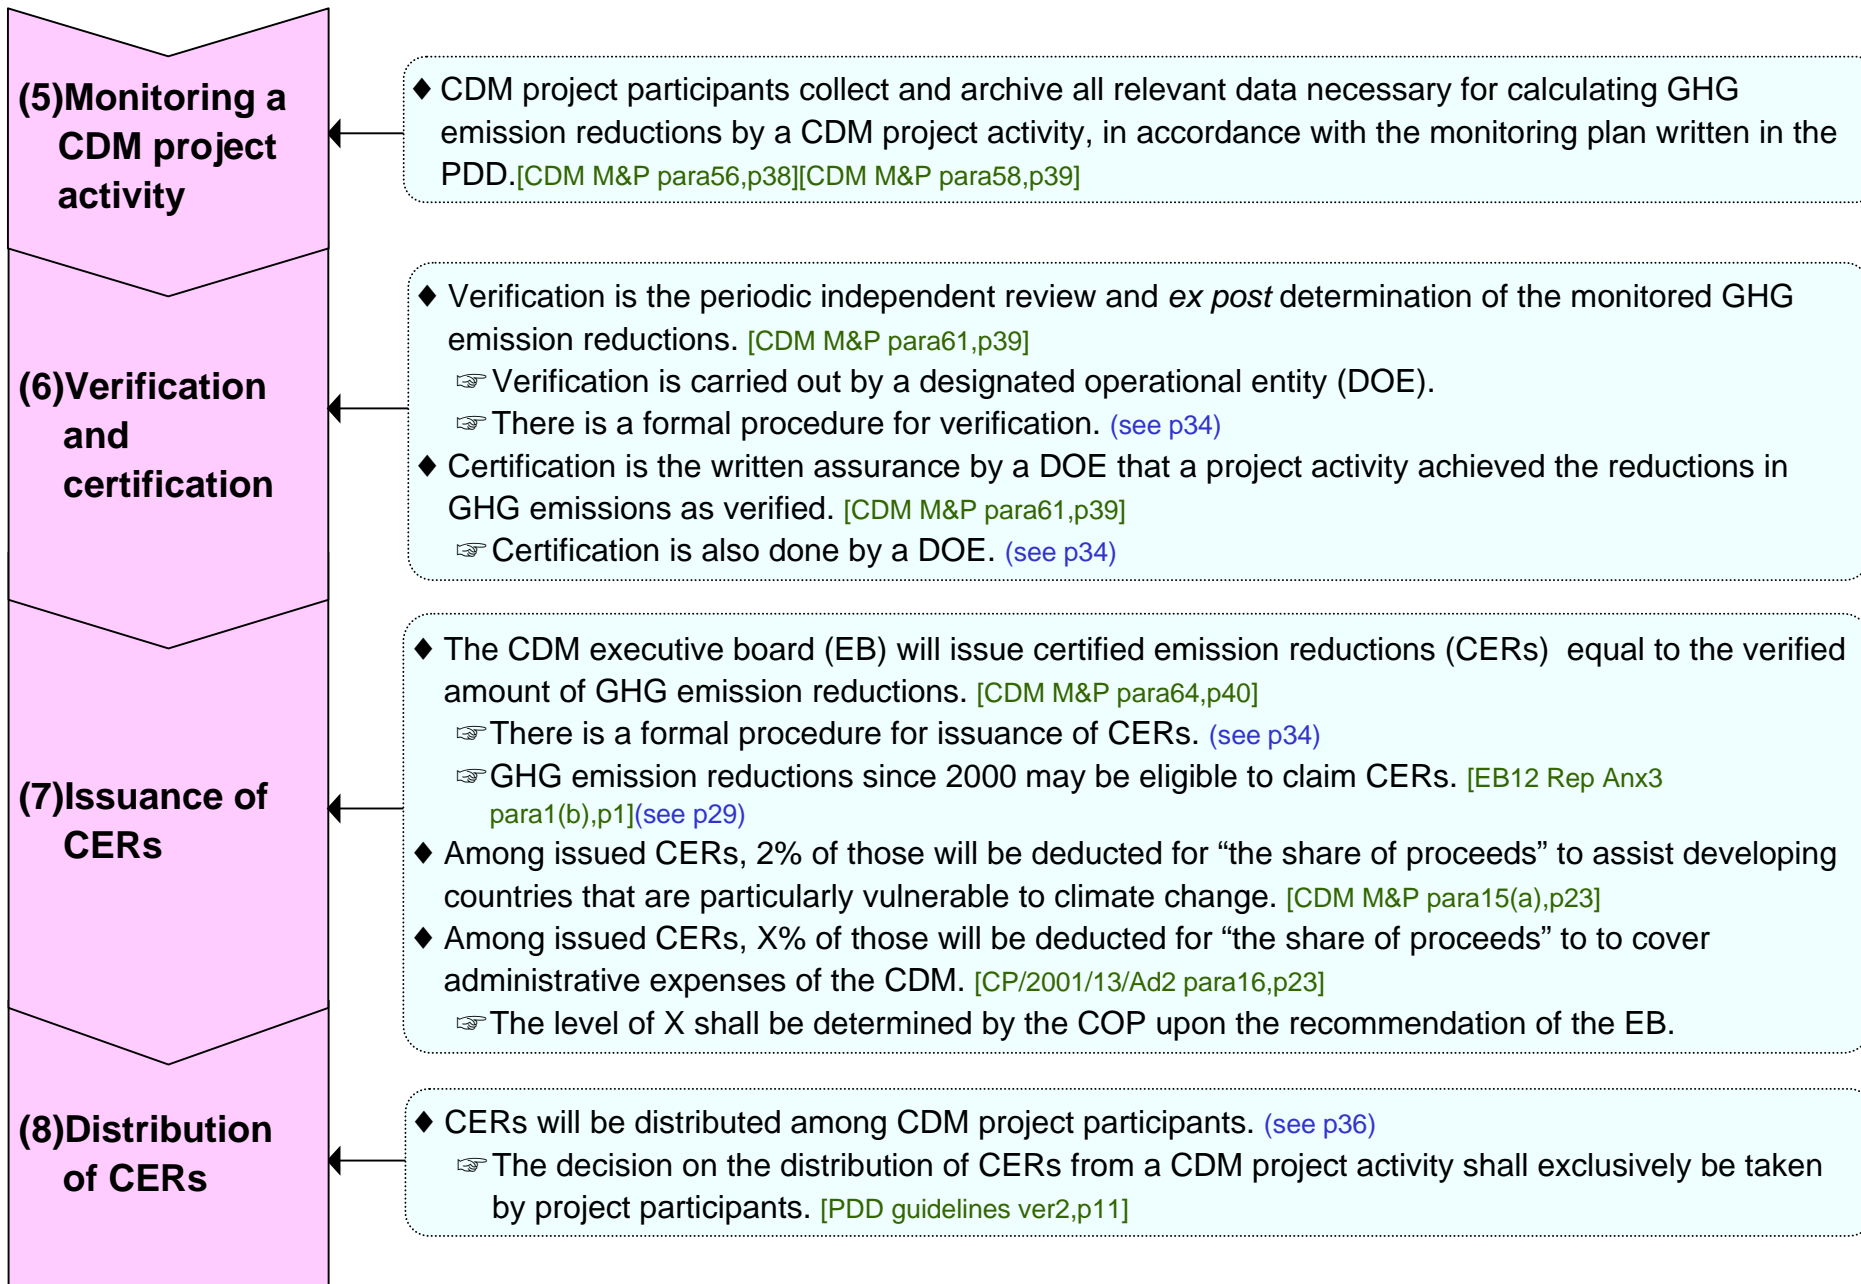 (5)Monitoring a
CDM project
activity
♦ CDM project participants collect and archive all relevant data necessary for calculating GHG
emission reductions by a CDM project activity, in accordance with the monitoring plan written in the
PDD.[CDM M&P para56,p38][CDM M&P para58,p39]
(6)Verification
and
certification
♦ Verification is the periodic independent review and ex post determination of the monitored GHG
emission reductions. [CDM M&P para61,p39]
☞Verification is carried out by a designated operational entity (DOE).
☞There is a formal procedure for verification. (see p34)
♦ Certification is the written assurance by a DOE that a project activity achieved the reductions in
GHG emissions as verified. [CDM M&P para61,p39]
☞Certification is also done by a DOE. (see p34)
(7)Issuance of
CERs
♦ The CDM executive board (EB) will issue certified emission reductions (CERs)  equal to the verified
amount of GHG emission reductions. [CDM M&P para64,p40]
☞There is a formal procedure for issuance of CERs. (see p34)
☞GHG emission reductions since 2000 may be eligible to claim CERs. [EB12 Rep Anx3
para1(b),p1](see p29)
♦ Among issued CERs, 2% of those will be deducted for “the share of proceeds” to assist developing
countries that are particularly vulnerable to climate change. [CDM M&P para15(a),p23]
♦ Among issued CERs, X% of those will be deducted for “the share of proceeds” to to cover
administrative expenses of the CDM. [CP/2001/13/Ad2 para16,p23]
☞The level of X shall be determined by the COP upon the recommendation of the EB.
(8)Distribution
of CERs
♦ CERs will be distributed among CDM project participants. (see p36)
☞The decision on the distribution of CERs from a CDM project activity shall exclusively be taken
by project participants. [PDD guidelines ver2,p11]